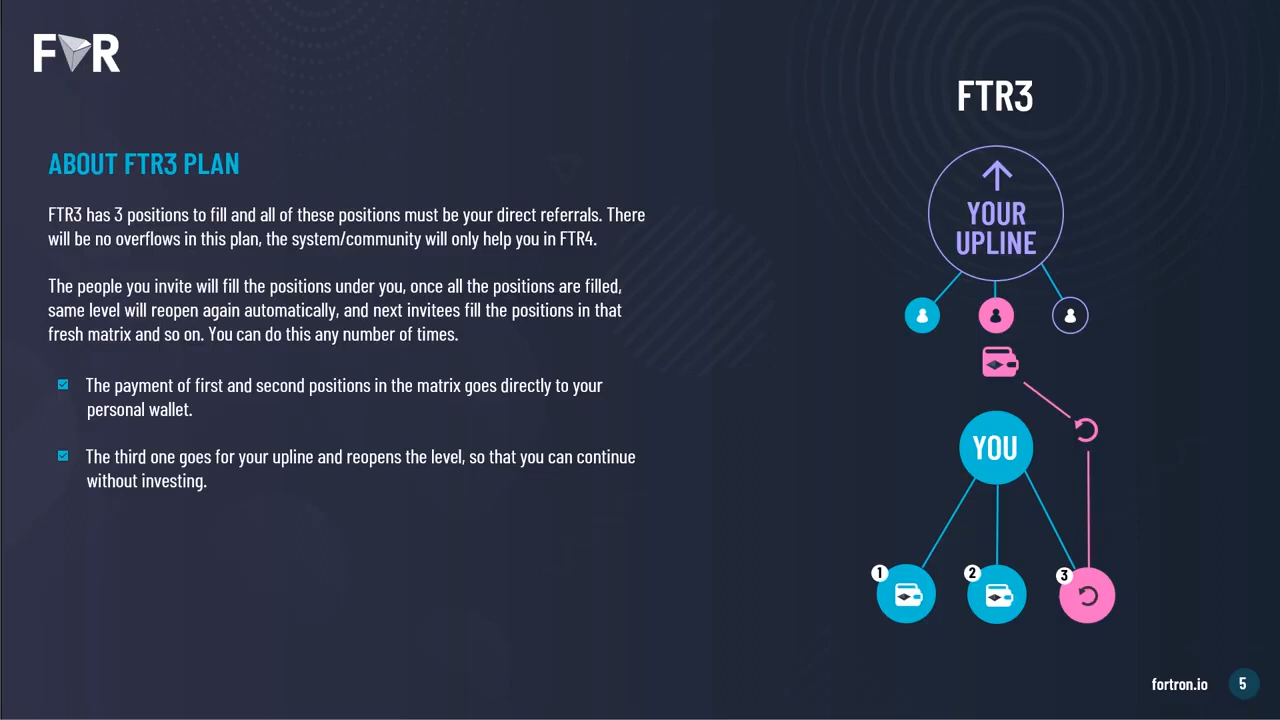 FTR
FTR3
ABOUT FTR3 PLAN
FTR3 has 3 positions to fill and all of these positions must be your direct referrals. There
will be no overflows in this plan, the system/community will only help you in FTR4.
The people you invite will fill the positions under you, once all the positions are filled,
same level will reopen again automatically, and next invitees fill the positions in that
fresh matrix and so on. You can do this any number of times.
The payment of first and second positions in the matrix goes directly to your
personal wallet.
The third one goes for your upline and reopens the level, so that you can continue
without investing.
YOUR
UPLINE
YOU
1
2
3
fortron.io
5